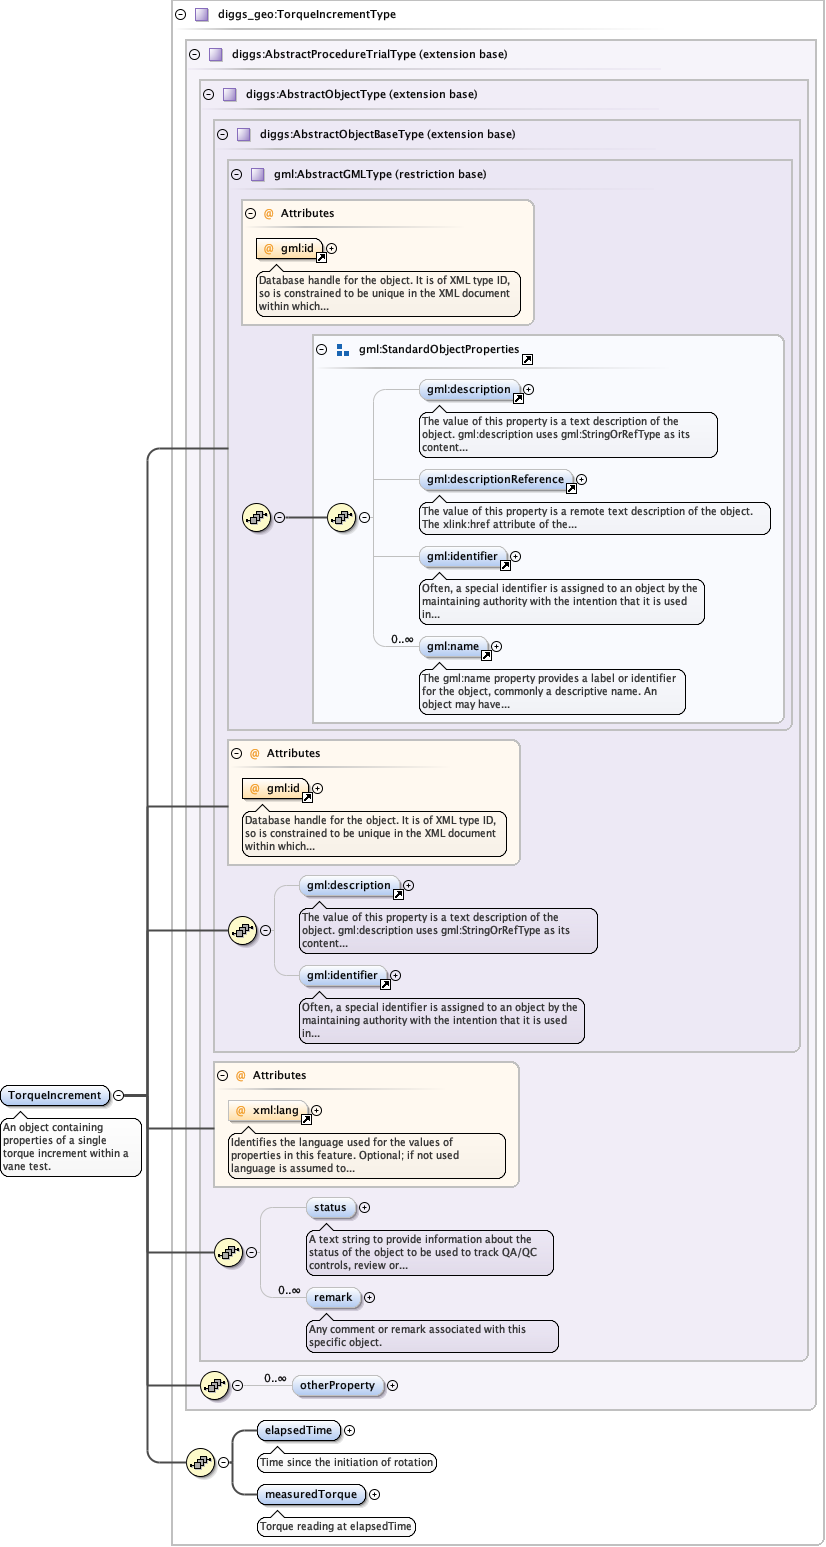 diggs_geo:TorqueIncrementType
diggs:AbstractProcedureTrialType (extension base)
diggs:AbstractObjectType (extension base)
diggs:AbstractObjectBaseType (extension base)
gml:AbstractGMLType (restriction base)
@ Attributes
@ gml:id
Database handle for the object. It is of XML type ID,
so is constrained to be unique in the XML document
within which...
gml:StandardObjectProperties
gml:description
The value of this property is a text description of the
object. gml:description uses gml:StringOrRefType as its
content...
gml:descriptionReference
The value of this property is a remote text description of the object.
The xlink:href attribute of the...
gml:identifier
Often, a special identifier is assigned to an object by the
maintaining authority with the intention that it is used
in...
0..∞
gml:name
The gml:name property provides a label or identifier
for the object, commonly a descriptive name. An
object may have...
@ Attributes
@ gml:id
Database handle for the object. It is of XML type ID,
so is constrained to be unique in the XML document
within which...
gml:description
The value of this property is a text description of the
object. gml:description uses gml:StringOrRefType as its
content...
gml:identifier
Often, a special identifier is assigned to an object by the
maintaining authority with the intention that it is used
in...
@ Attributes
@ xml:lang
Identifies the language used for the values of
properties in this feature. Optional; if not used
language is assumed to...
TorqueIncrement
An object containing
properties of a single
torque increment within a
vane test.
status
A text string to provide information about the
status of the object to be used to track QA/QC
controls, review or...
0..∞
remark
Any comment or remark associated with this
specific object.
0..∞
otherProperty
elapsedTime
Time since the initiation of rotation
measuredTorque
Torque reading at elapsedTime